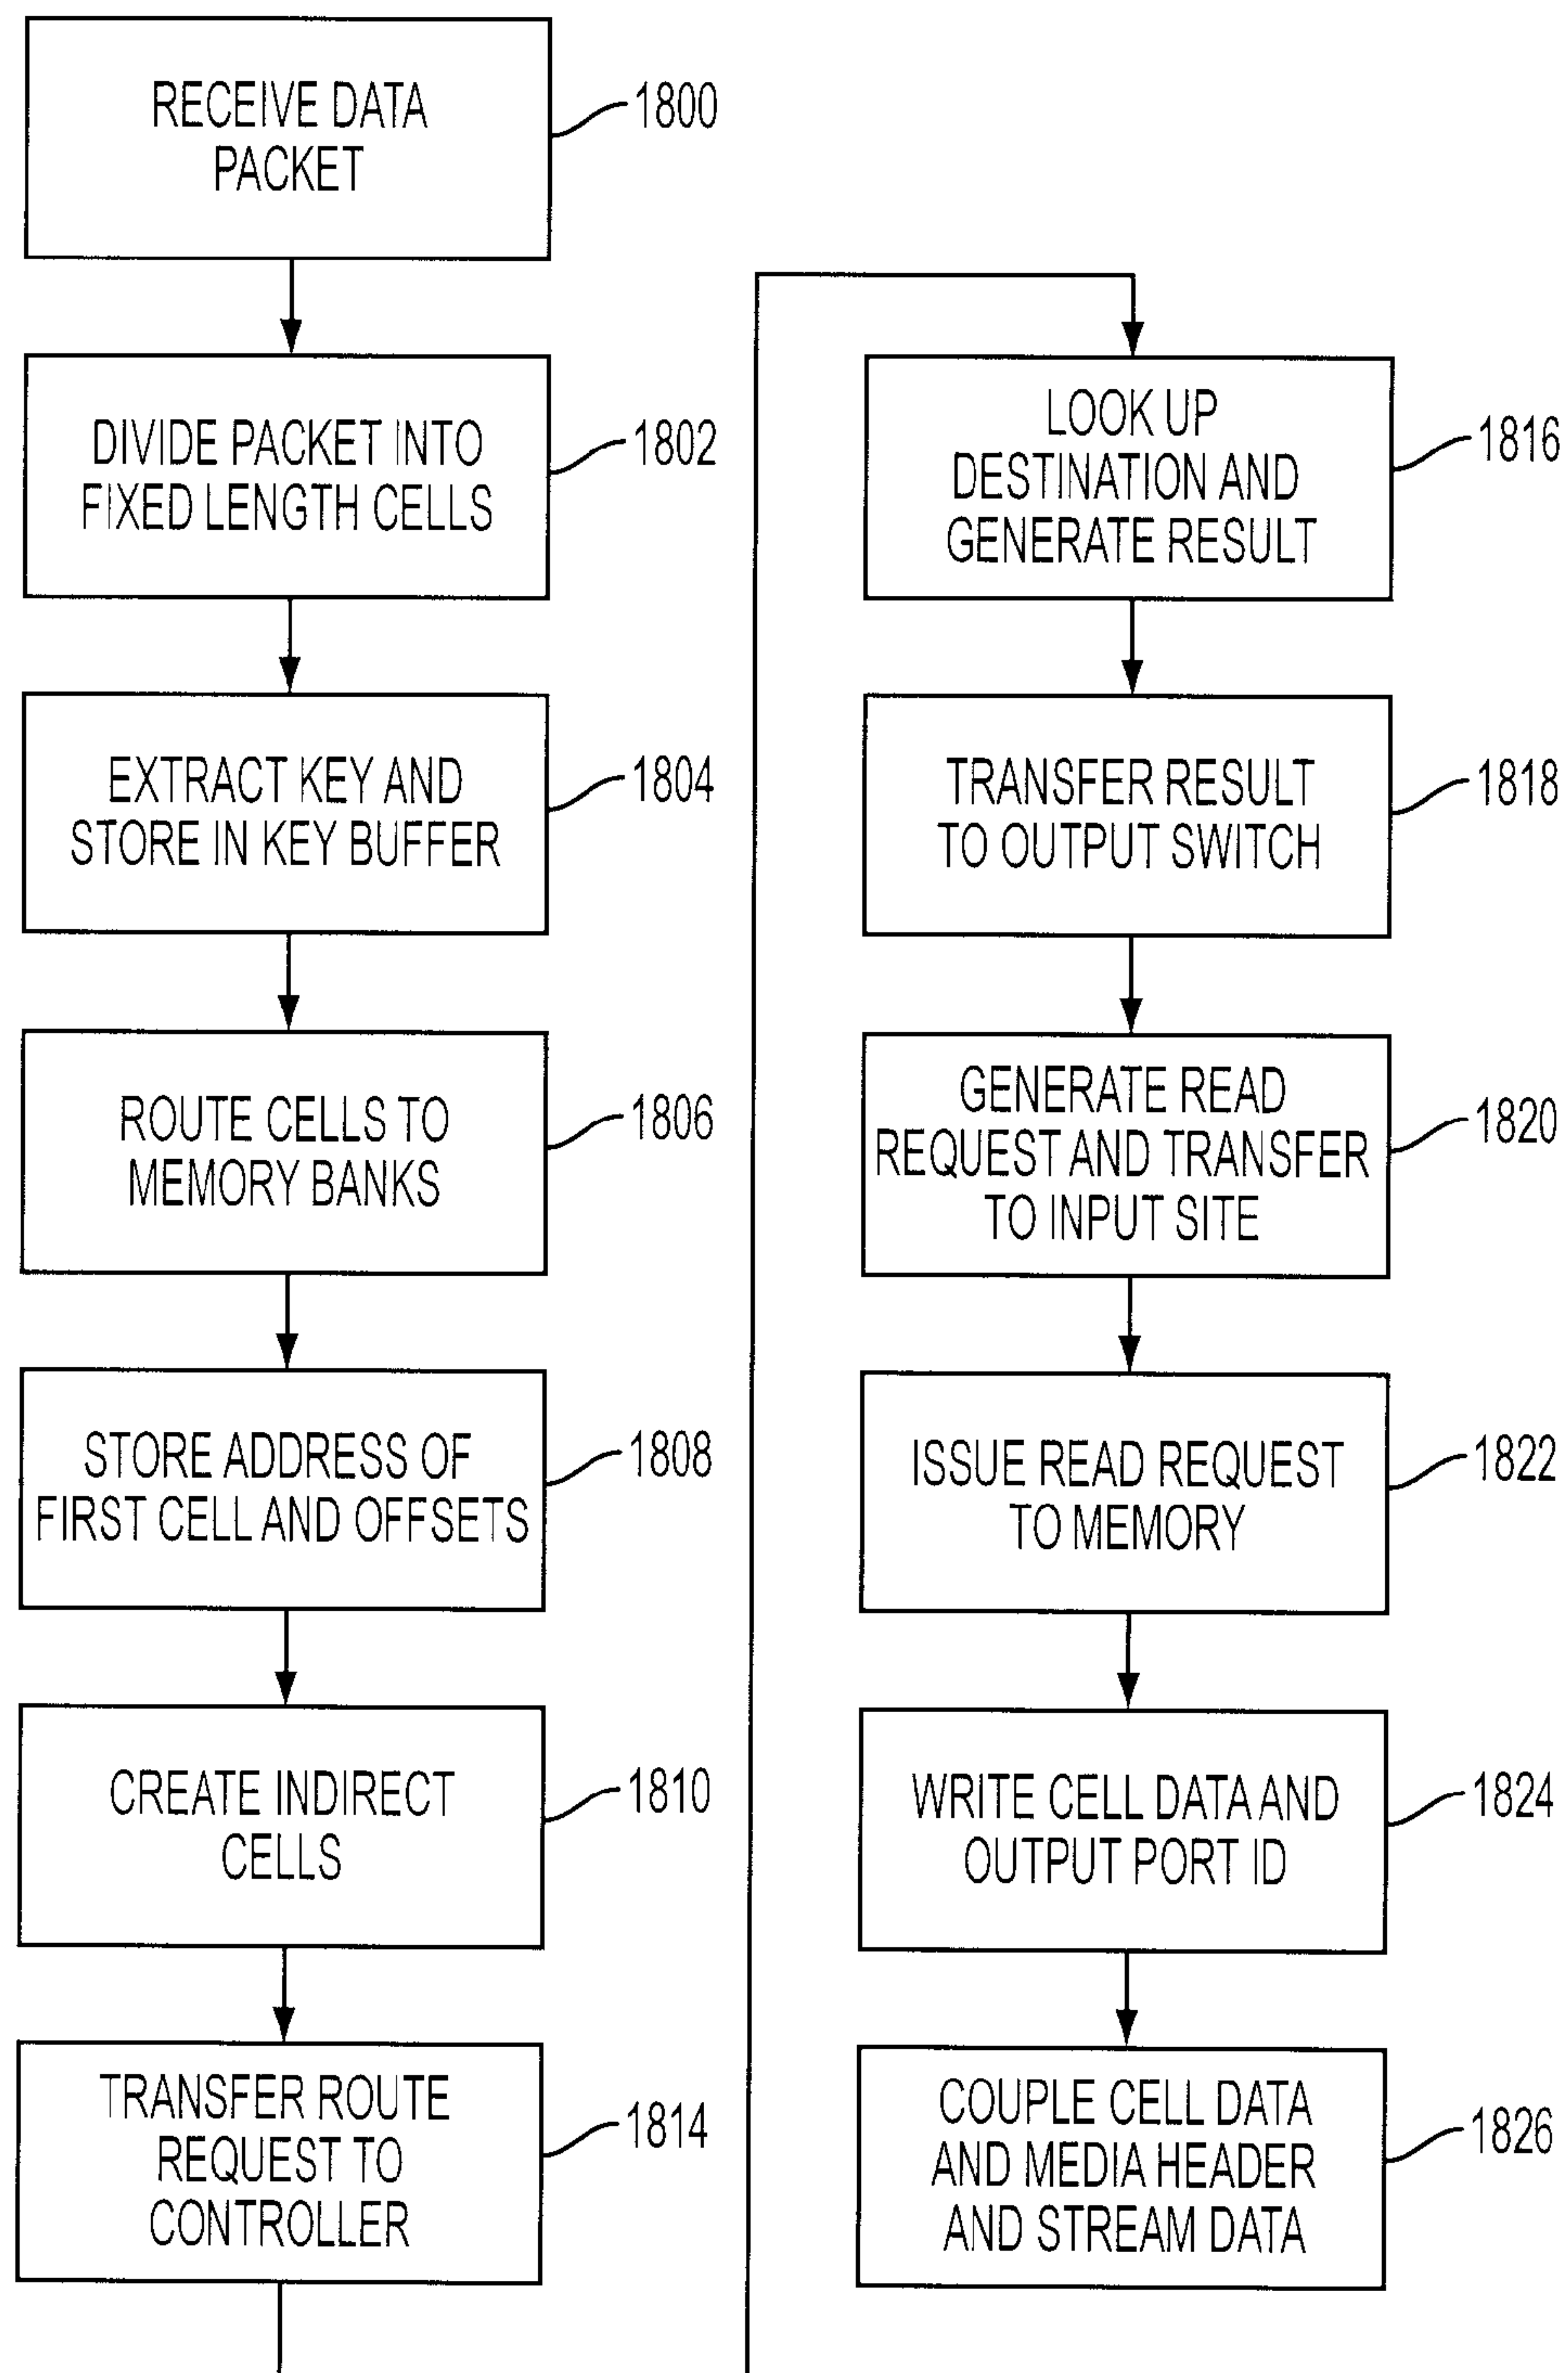 RECEIVE DATA
PACKET
1800
DIVIDE PACKET INTO
FIXED LENGTH CELLS
1802
EXTRACT KEY AND
STORE IN KEY BUFFER
1804
ROUTE CELLS TO
MEMORY BANKS
1806
STORE ADDRESS OF
FIRST CELL AND OFFSETS
1808
CREATE INDIRECT
CELLS
1810
TRANSFER ROUTE
REQUEST TO
CONTROLLER
1814
LOOK UP
DESTINATION AND
GENERATE RESULT
1816
TRANSFER RESULT
TO OUTPUT SWITCH
1818
GENERATE READ
REQUEST AND TRANSFER
TO INPUT SITE
1820
ISSUE READ REQUEST
TO MEMORY
1822
WRITE CELL DATA AND
OUTPUT PORT ID
1824
COUPLE CELL DATA
AND MEDIA HEADER
AND STREAM DATA
1826